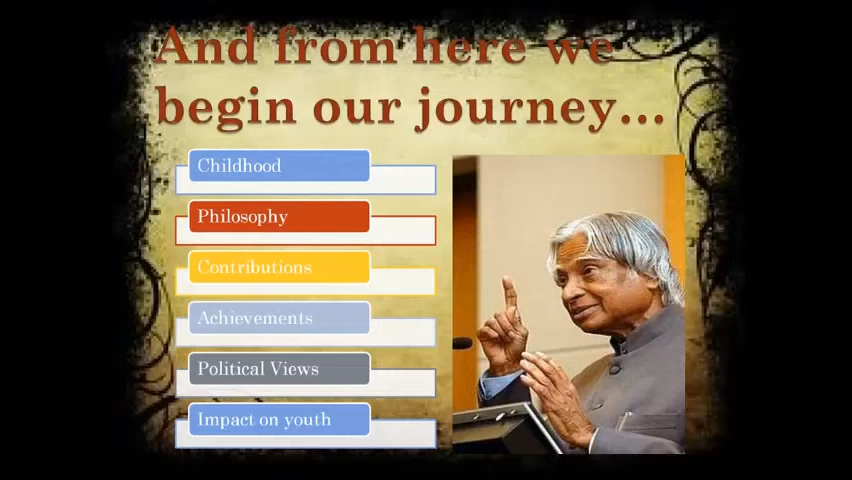 And from here we
begin our journey...
Childhood
Philosophy
Contributions
Achievements
Political Views
Impact on youth